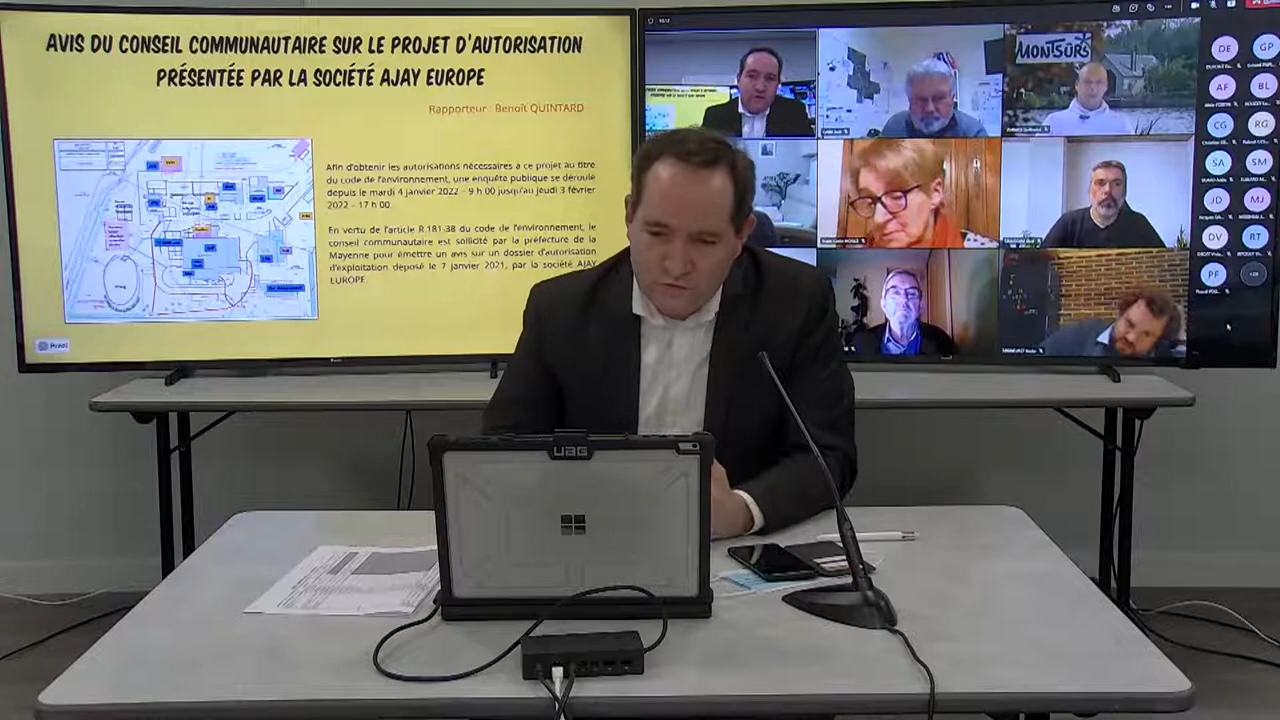 AVIS DU CONSEIL COMMUNAUTAIRE SUR LE PROJET D'AUTORISATION
PRÉSENTÉE PAR LA SOCIÉTÉ AJAY EUROPE
Rapporteur : Benoît QUINTARD
Afin d'obtenir les autorisations nécessaires à ce projet au titre
du code de l'environnement, une enquête publique se déroule
depuis le mardi 4 janvier 2022 - 9 h 00 jusqu'au jeudi 3 février
2022 - 17 h 00.
En vertu de l'article R.181-38 du code de l'environnement, le
conseil communautaire est sollicité par la préfecture de la
Mayenne pour émettre un avis sur un dossier d'autorisation
d'exploitation déposé le 7 janvier 2021, par la société AJAY
EUROPE.
Prezi
MONTSÛRS
DE
GP
AF
BL
CG
RG
SA
SM
JD
MJ
DV
RT
PF
UAG